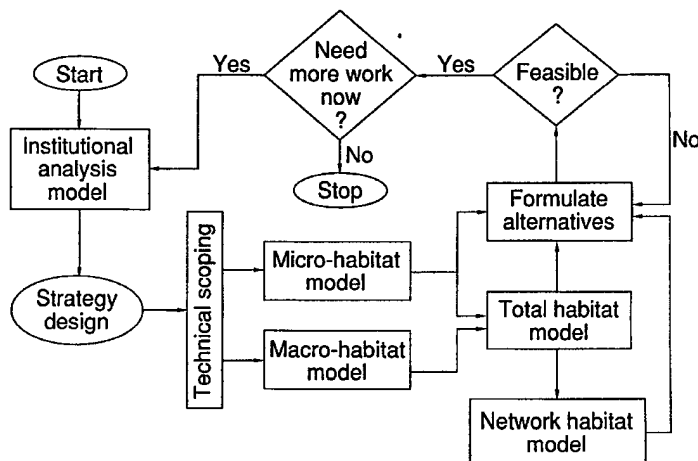 Start
Institutional
analysis
model
Strategy
design
Technical scoping
Micro-habitat
model
Macro-habitat
model
Total habitat
model
Network habitat
model
Formulate
alternatives
Feasible
?
No
Yes
Need
more work
now
?
Yes
No
Stop